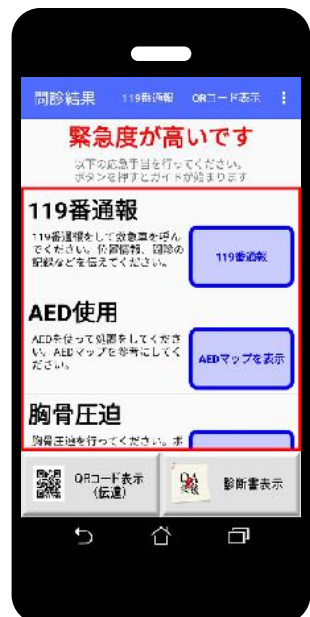 問診結果 119番通報 QRコード表示
緊急度が高いです
以下の応急手当を行ってください。
ボタンを押すとガイドが始まります
119番通報
119番通報をして救急車を呼ん
でください。位置情報、問診の
記録などを伝えてください。
119番通報
AED使用
AEDを使って処置をしてくださ
い。AEDマップを参考にしてく
ださい。
AEDマップを表示
胸骨圧迫
胸骨圧迫を行ってください。ボ
QRコード表示
(伝達)
診断書表示